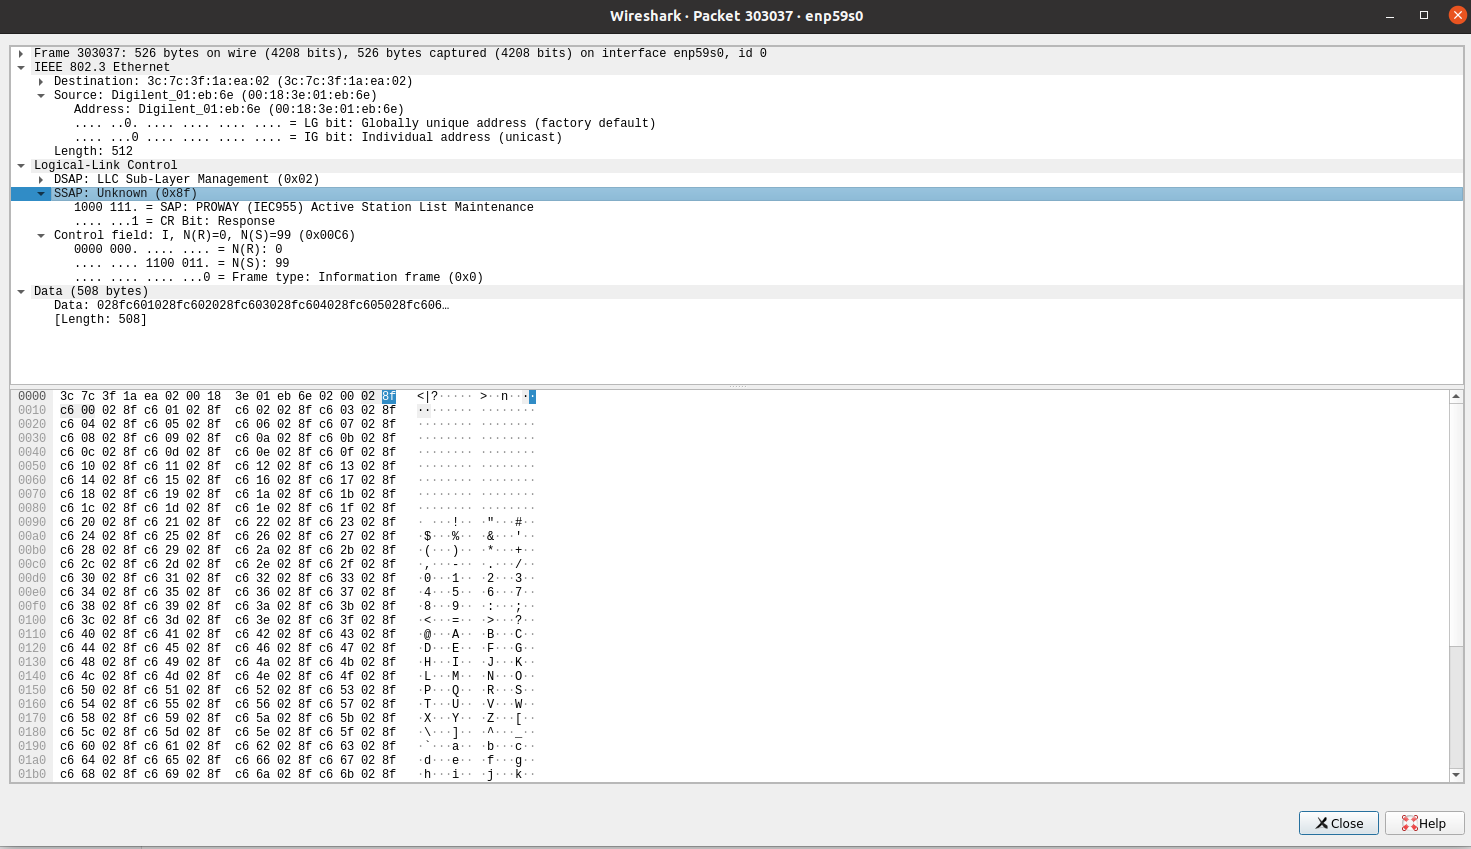 Wireshark · Packet 303037 · enp59s0
Frame 303037: 526 bytes on wire (4208 bits), 526 bytes captured (4208 bits) on interface enp59s0, id 0
IEEE 802.3 Ethernet
Destination: 3c:7c:3f:1a:ea:02 (3c:7c:3f:1a:ea:02)
Source: Digilent_01:eb:6e (00:18:3e:01:eb:6e)
Address: Digilent_01:eb:6e (00:18:3e:01:eb:6e)
.... ..0. .... .... .... .... = LG bit: Globally unique address (factory default)
.... ...0 .... .... .... .... = IG bit: Individual address (unicast)
Length: 512
Logical-Link Control
DSAP: LLC Sub-Layer Management (0x02)
SSAP: Unknown (0x8f)
1000 111. = SAP: PROWAY (IEC955) Active Station List Maintenance
.... ...1 = CR Bit: Response
Control field: I, N(R)=0, N(S)=99 (0x00C6)
0000 000. .... .... = N(R): 0
.... .... 1100 011. = N(S): 99
.... .... .... ...0 = Frame type: Information frame (0x0)
Data (508 bytes)
Data: 028fc601028fc602028fc603028fc604028fc605028fc606…
[Length: 508]
0000 3c 7c 3f 1a ea 02 00 18 3e 01 eb 6e 02 00 02 8f <|?····· >··n····
0010 c6 00 02 8f c6 01 02 8f c6 02 02 8f c6 03 02 8f ········ ········
0020 c6 04 02 8f c6 05 02 8f c6 06 02 8f c6 07 02 8f ········ ········
0030 c6 08 02 8f c6 09 02 8f c6 0a 02 8f c6 0b 02 8f ········ ········
0040 c6 0c 02 8f c6 0d 02 8f c6 0e 02 8f c6 0f 02 8f ········ ········
0050 c6 10 02 8f c6 11 02 8f c6 12 02 8f c6 13 02 8f ········ ········
0060 c6 14 02 8f c6 15 02 8f c6 16 02 8f c6 17 02 8f ········ ········
0070 c6 18 02 8f c6 19 02 8f c6 1a 02 8f c6 1b 02 8f ········ ········
0080 c6 1c 02 8f c6 1d 02 8f c6 1e 02 8f c6 1f 02 8f ········ ········
0090 c6 20 02 8f c6 21 02 8f c6 22 02 8f c6 23 02 8f · ···!·· ·"···#··
00a0 c6 24 02 8f c6 25 02 8f c6 26 02 8f c6 27 02 8f ·$···%·· ·&···'··
00b0 c6 28 02 8f c6 29 02 8f c6 2a 02 8f c6 2b 02 8f ·(···)·· ·*···+··
00c0 c6 2c 02 8f c6 2d 02 8f c6 2e 02 8f c6 2f 02 8f ·,···-·· ·.···/··
00d0 c6 30 02 8f c6 31 02 8f c6 32 02 8f c6 33 02 8f ·0···1·· ·2···3··
00e0 c6 34 02 8f c6 35 02 8f c6 36 02 8f c6 37 02 8f ·4···5·· ·6···7··
00f0 c6 38 02 8f c6 39 02 8f c6 3a 02 8f c6 3b 02 8f ·8···9·· ·:···;··
0100 c6 3c 02 8f c6 3d 02 8f c6 3e 02 8f c6 3f 02 8f ·<···=·· ·>···?··
0110 c6 40 02 8f c6 41 02 8f c6 42 02 8f c6 43 02 8f ·@···A·· ·B···C··
0120 c6 44 02 8f c6 45 02 8f c6 46 02 8f c6 47 02 8f ·D···E·· ·F···G··
0130 c6 48 02 8f c6 49 02 8f c6 4a 02 8f c6 4b 02 8f ·H···I·· ·J···K··
0140 c6 4c 02 8f c6 4d 02 8f c6 4e 02 8f c6 4f 02 8f ·L···M·· ·N···O··
0150 c6 50 02 8f c6 51 02 8f c6 52 02 8f c6 53 02 8f ·P···Q·· ·R···S··
0160 c6 54 02 8f c6 55 02 8f c6 56 02 8f c6 57 02 8f ·T···U·· ·V···W··
0170 c6 58 02 8f c6 59 02 8f c6 5a 02 8f c6 5b 02 8f ·X···Y·· ·Z···[··
0180 c6 5c 02 8f c6 5d 02 8f c6 5e 02 8f c6 5f 02 8f ·\···]·· ·^···_··
0190 c6 60 02 8f c6 61 02 8f c6 62 02 8f c6 63 02 8f ·`···a·· ·b···c··
01a0 c6 64 02 8f c6 65 02 8f c6 66 02 8f c6 67 02 8f ·d···e·· ·f···g··
01b0 c6 68 02 8f c6 69 02 8f c6 6a 02 8f c6 6b 02 8f ·h···i·· ·j···k··
Close Help